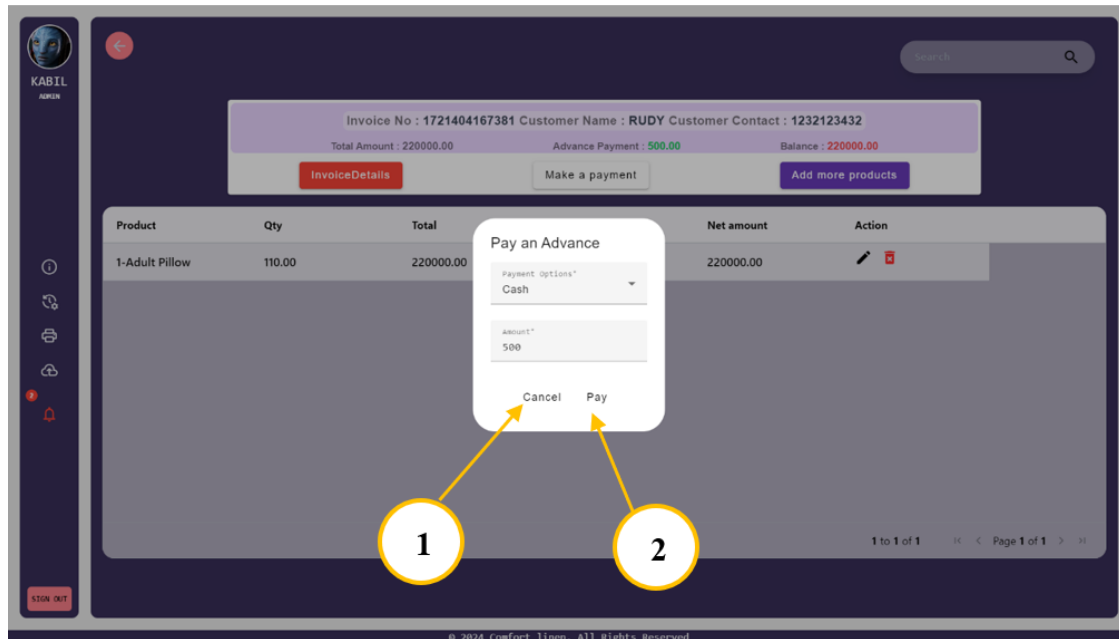 KABIL
ADMIN
Search
Invoice No : 1721404167381 Customer Name : RUDY Customer Contact : 1232123432
Total Amount : 220000.00 Advance Payment : 500.00 Balance : 220000.00
InvoiceDetails Make a payment Add more products
Product Qty Total Net amount Action
1-Adult Pillow 110.00 220000.00 220000.00
Pay an Advance
Payment Options*
Cash
Amount*
500
Cancel Pay
2
1 2
1 to 1 of 1 Page 1 of 1
SIGN OUT
© 2024 Comfort linen. All Rights Reserved